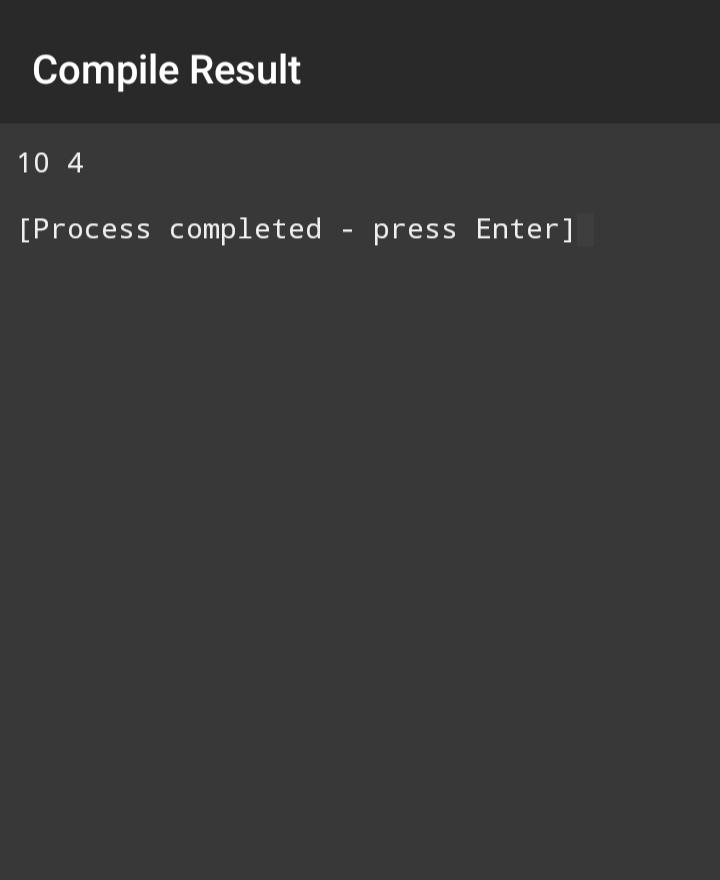 Compile Result
10 4
[Process completed - press Enter]